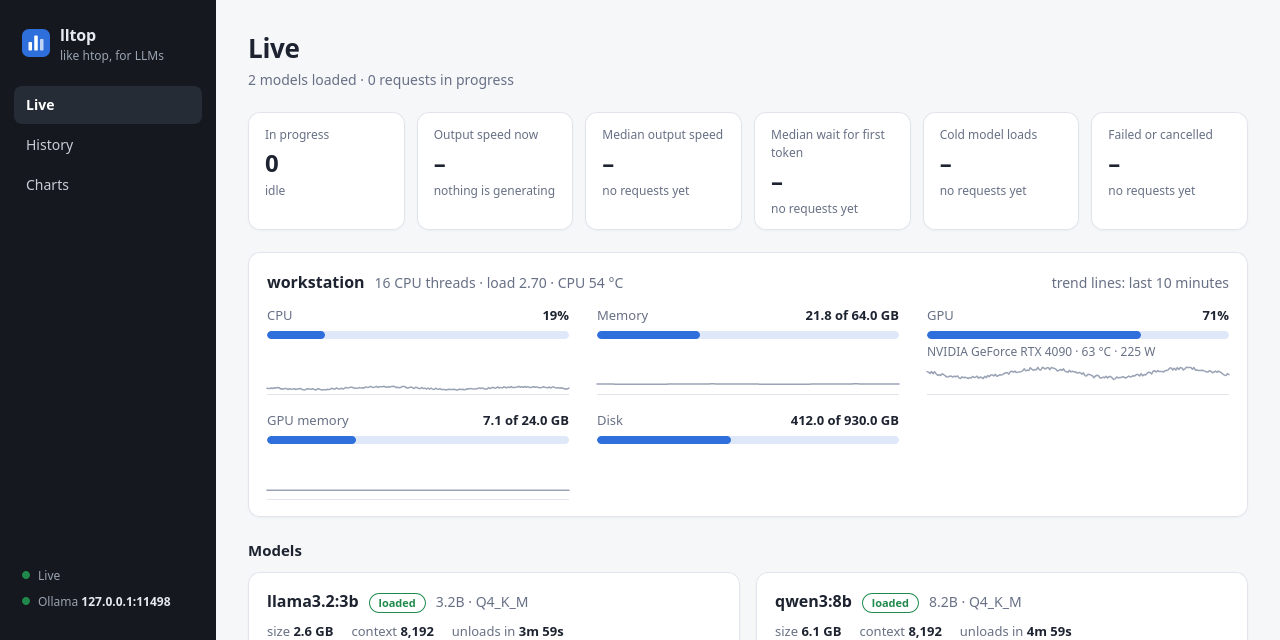 lltop
like htop, for LLMs
Live
History
Charts
Live
Ollama 127.0.0.1:11498
Live
2 models loaded · 0 requests in progress
In progress
0
idle
Output speed now
–
nothing is generating
Median output speed
–
no requests yet
Median wait for first
token
–
no requests yet
Cold model loads
–
no requests yet
Failed or cancelled
–
no requests yet
workstation 16 CPU threads · load 2.70 · CPU 54 °C
trend lines: last 10 minutes
CPU 19%
Memory 21.8 of 64.0 GB
GPU 71%
NVIDIA GeForce RTX 4090 · 63 °C · 225 W
GPU memory 7.1 of 24.0 GB
Disk 412.0 of 930.0 GB
Models
llama3.2:3b loaded 3.2B · Q4_K_M
size 2.6 GB context 8,192 unloads in 3m 59s
qwen3:8b loaded 8.2B · Q4_K_M
size 6.1 GB context 8,192 unloads in 4m 59s